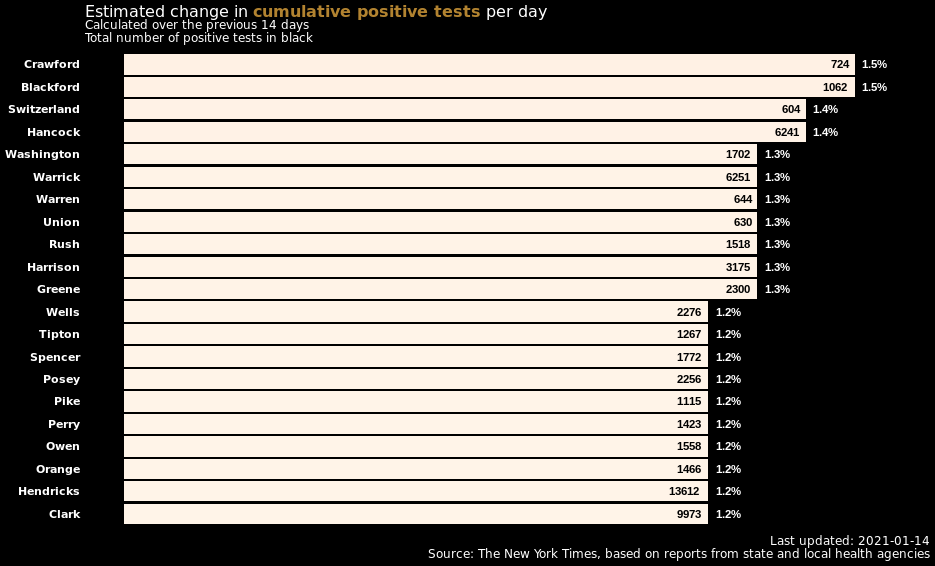 Estimated change in cumulative positive tests per day
Calculated over the previous 14 days
Total number of positive tests in black
Crawford 724 1.5%
Blackford 1062 1.5%
Switzerland 604 1.4%
Hancock 6241 1.4%
Washington 1702 1.3%
Warrick 6251 1.3%
Warren 644 1.3%
Union 630 1.3%
Rush 1518 1.3%
Harrison 3175 1.3%
Greene 2300 1.3%
Wells 2276 1.2%
Tipton 1267 1.2%
Spencer 1772 1.2%
Posey 2256 1.2%
Pike 1115 1.2%
Perry 1423 1.2%
Owen 1558 1.2%
Orange 1466 1.2%
Hendricks 13612 1.2%
Clark 9973 1.2%
Last updated: 2021-01-14
Source: The New York Times, based on reports from state and local health agencies